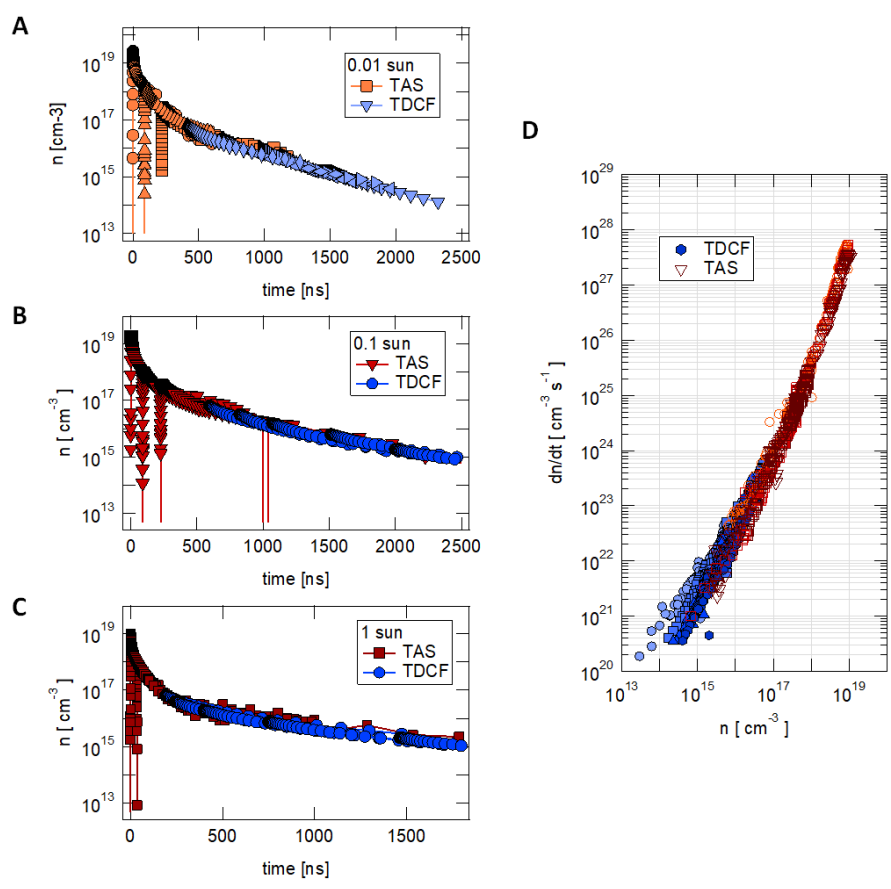 A
n [cm-3]
10^19
10^17
10^15
10^13
0.01 sun
TAS
TDCF
0 500 1000 1500 2000 2500
time [ns]
B
n [ cm^-3 ]
10^19
10^17
10^15
10^13
0.1 sun
TAS
TDCF
0 500 1000 1500 2000 2500
time [ns]
C
n [ cm^-3]
10^19
10^17
10^15
10^13
1 sun
TAS
TDCF
0 500 1000 1500
time [ns]
D
dn/dt [ cm^-3 s^-1 ]
10^29
10^28
10^27
10^26
10^25
10^24
10^23
10^22
10^21
10^20
TDCF
TAS
10^13 10^15 10^17 10^19
n [ cm^-3 ]